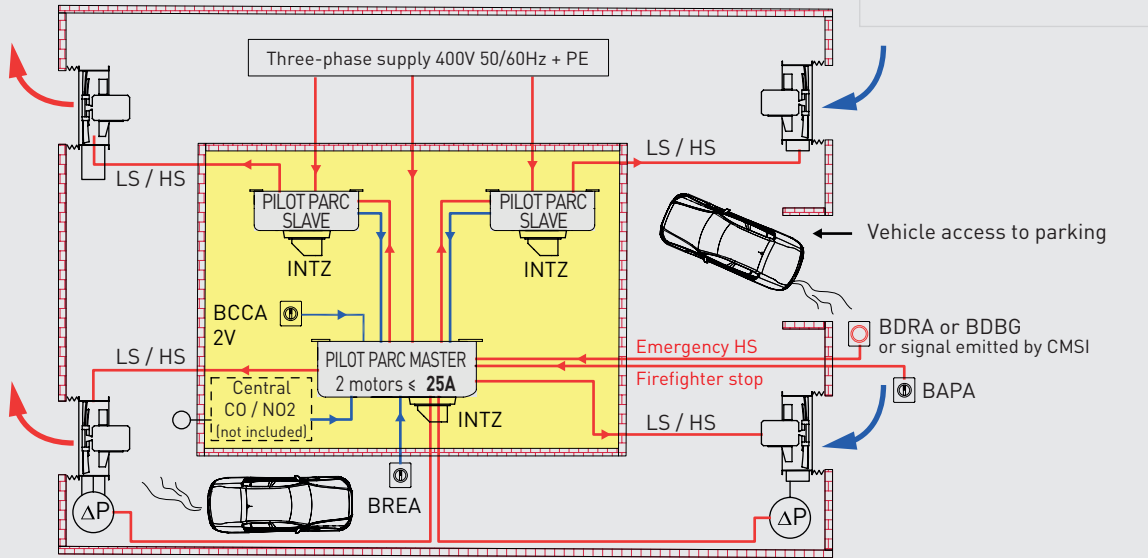 Three-phase supply 400V 50/60Hz + PE
LS / HS
LS / HS
PILOT PARC
SLAVE
PILOT PARC
SLAVE
INTZ
INTZ
Vehicle access to parking
BCCA
2V
BDRA or BDBG
or signal emitted by CMSI
Emergency HS
Firefighter stop
BAPA
LS / HS
PILOT PARC MASTER
2 motors ≤ 25A
Central
CO / NO2
(not included)
INTZ
LS / HS
BREA
ΔP
ΔP